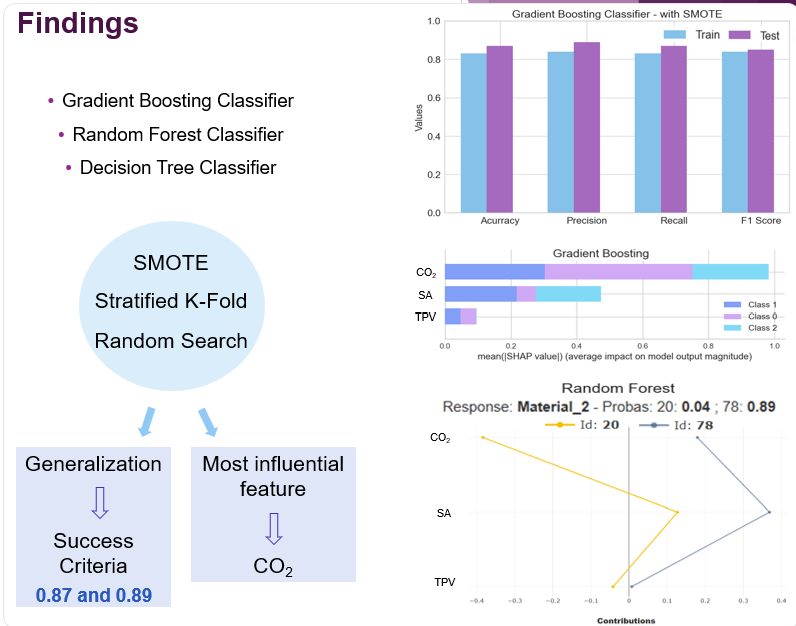 Findings
• Gradient Boosting Classifier
• Random Forest Classifier
• Decision Tree Classifier
SMOTE
Stratified K-Fold
Random Search
Generalization
Success
Criteria
0.87 and 0.89
Most influential
feature
CO₂
Gradient Boosting Classifier - with SMOTE
Train Test
Values
1.0
0.8
0.6
0.4
0.2
0.0
Acurracy Precision Recall F1 Score
Gradient Boosting
CO₂
SA
TPV
Class 1
Class 0
Class 2
0.0 0.2 0.4 0.6 0.8 1.0
mean(|SHAP value|) (average impact on model output magnitude)
Random Forest
Response: Material_2 - Probas: 20: 0.04 ; 78: 0.89
Id: 20 Id: 78
CO₂
SA
TPV
−0.4 −0.3 −0.2 −0.1 0 0.1 0.2 0.3 0.4
Contributions